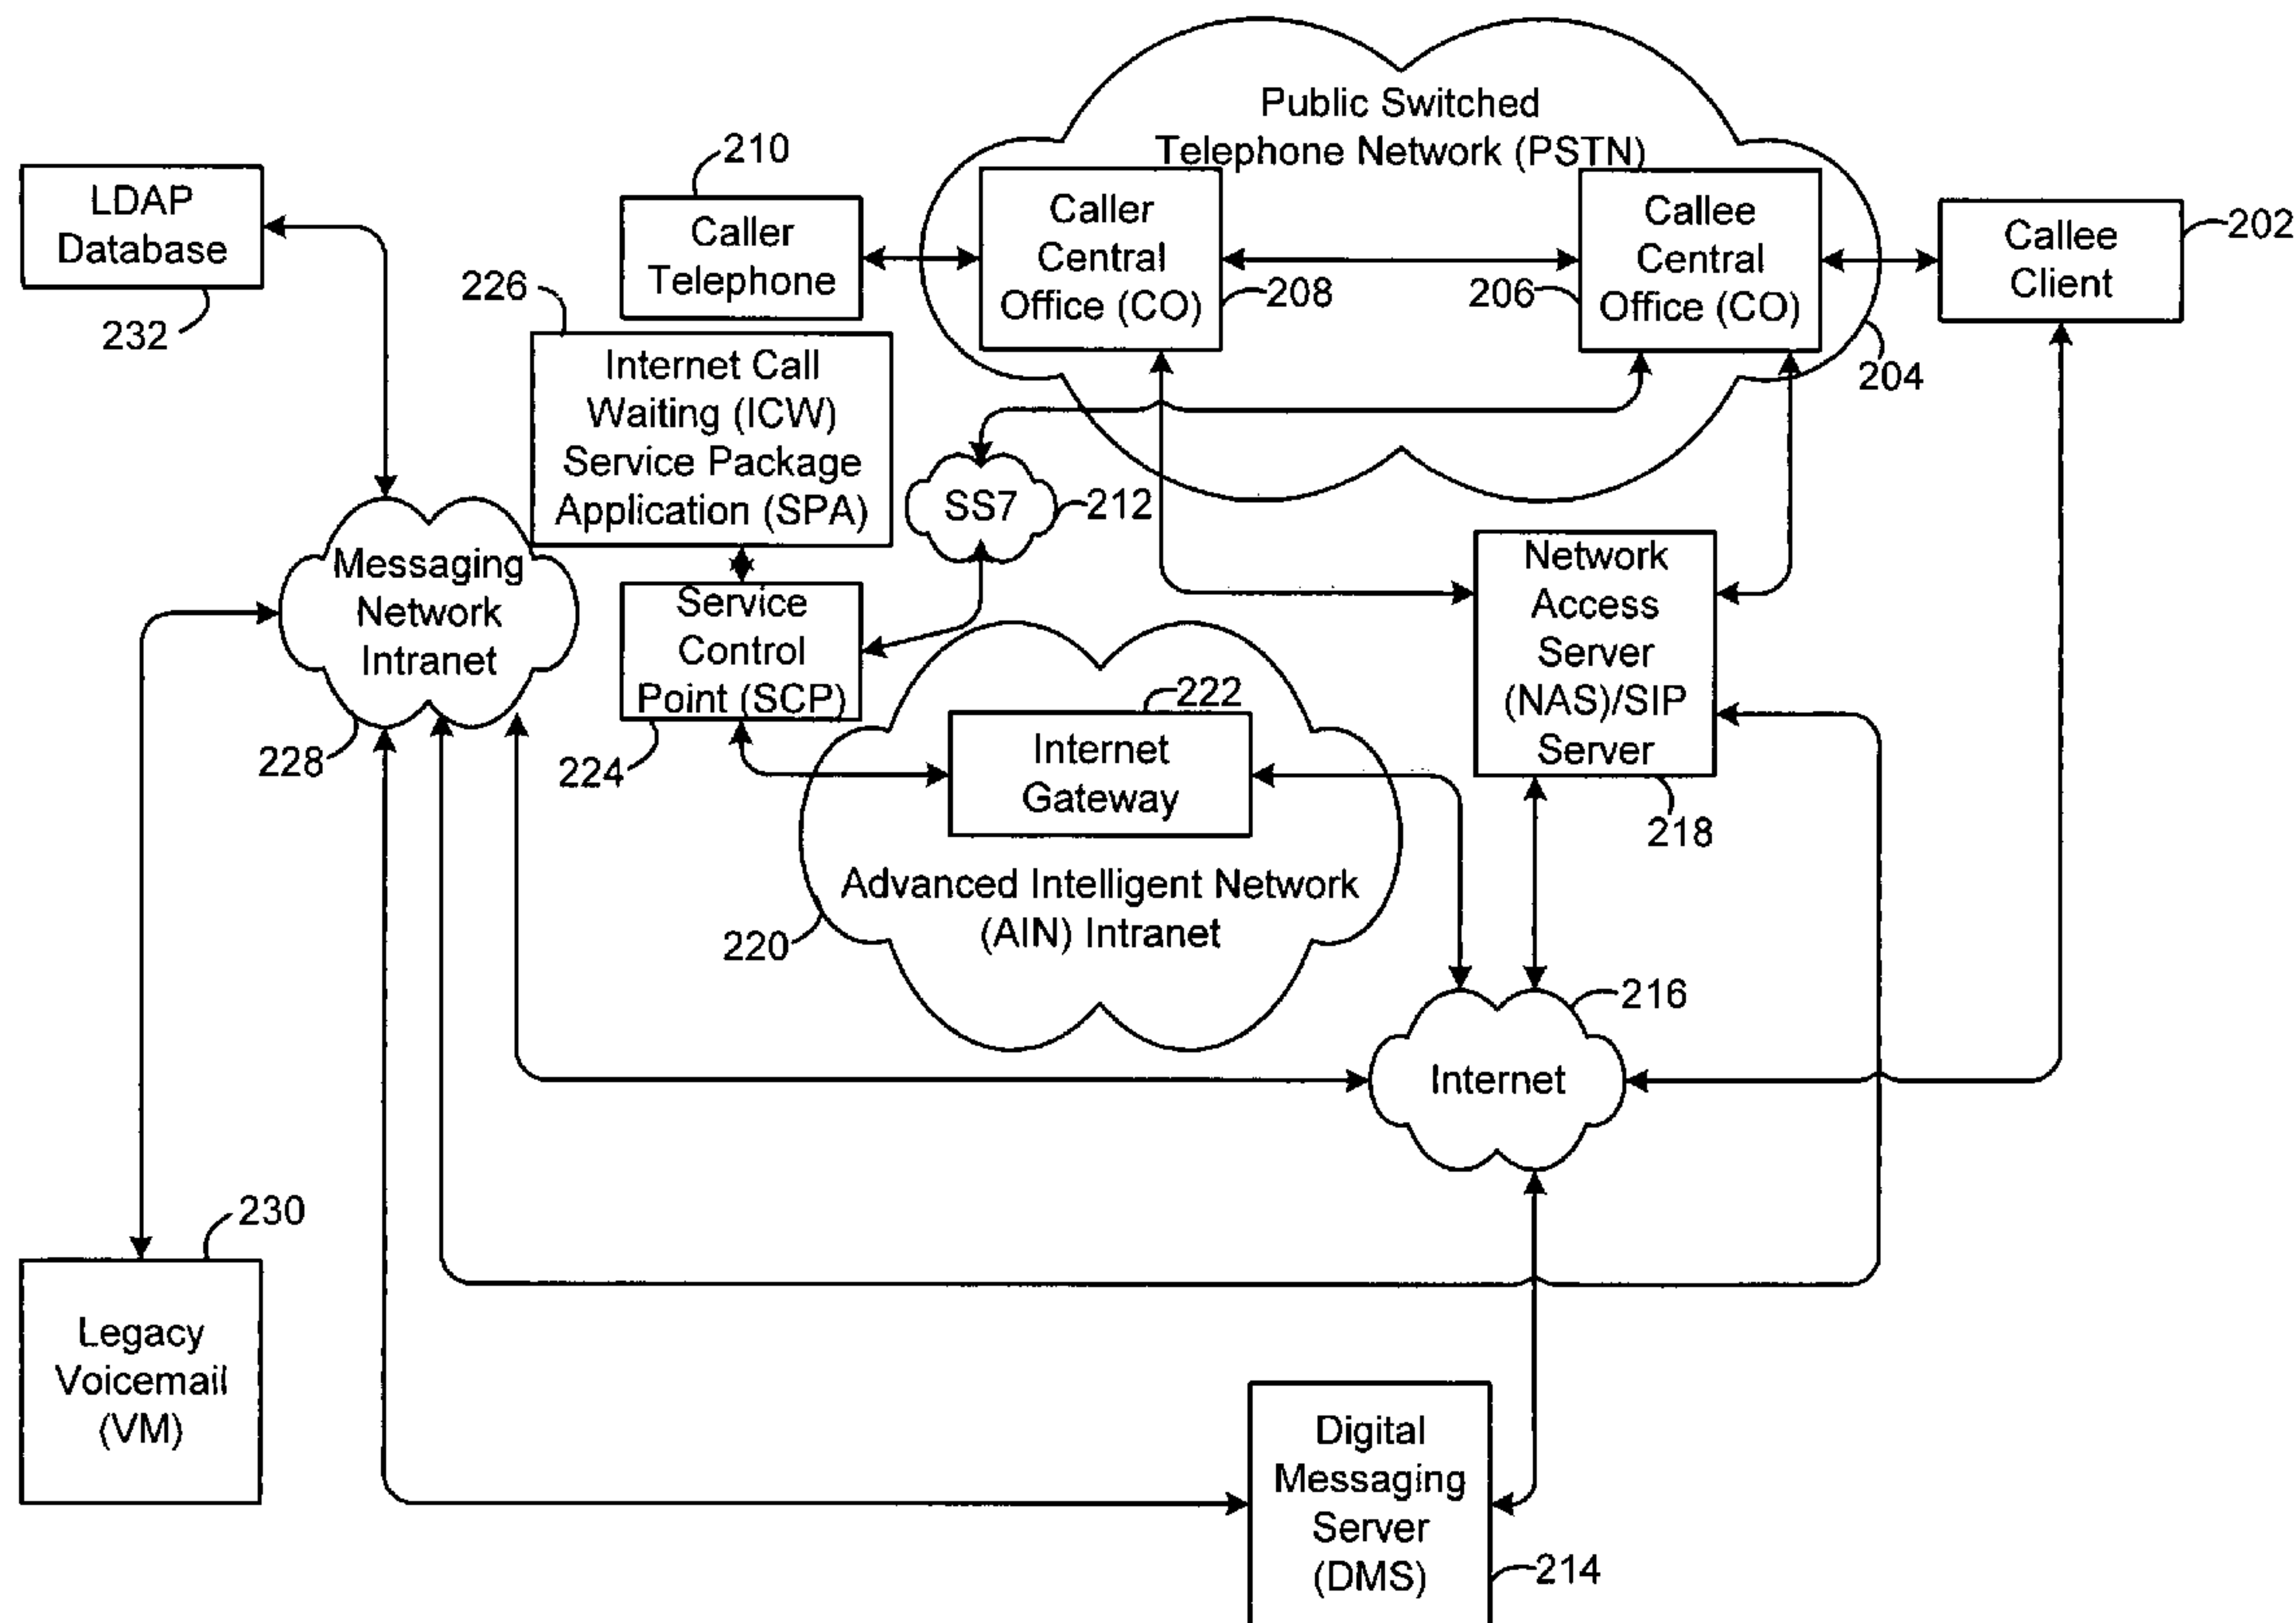 Public Switched
Telephone Network (PSTN)
210
LDAP
Database
232
Caller
Telephone
Caller
Central
Office (CO)
208
206
Callee
Central
Office (CO)
Callee
Client
202
204
226
Internet Call
Waiting (ICW)
Service Package
Application (SPA)
SS7
212
Messaging
Network
Intranet
228
Service
Control
Point (SCP)
224
Network
Access
Server
(NAS)/SIP
Server
218
222
Internet
Gateway
Advanced Intelligent Network
(AIN) Intranet
220
216
Internet
230
Legacy
Voicemail
(VM)
Digital
Messaging
Server
(DMS)
214